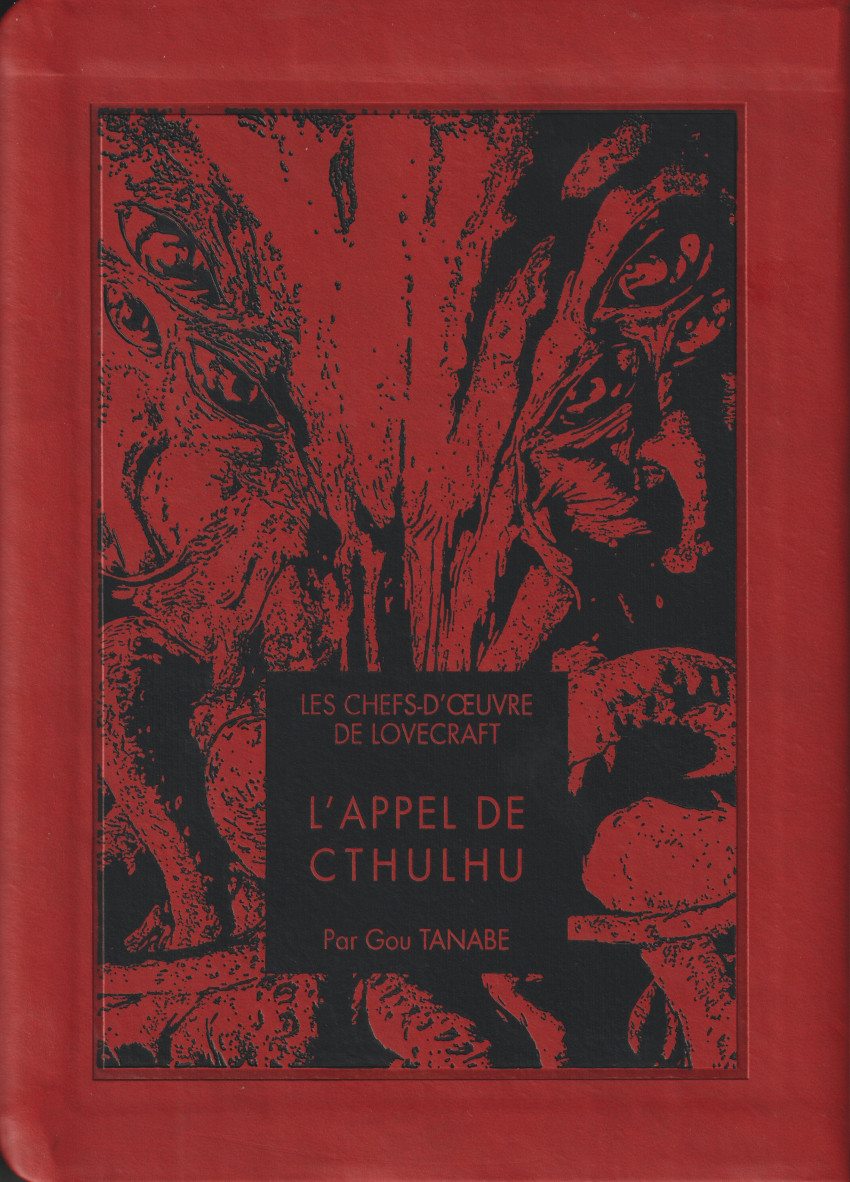 LES CHEFS-D'ŒUVRE
DE LOVECRAFT
L'APPEL DE
CTHULHU
Par Gou TANABE